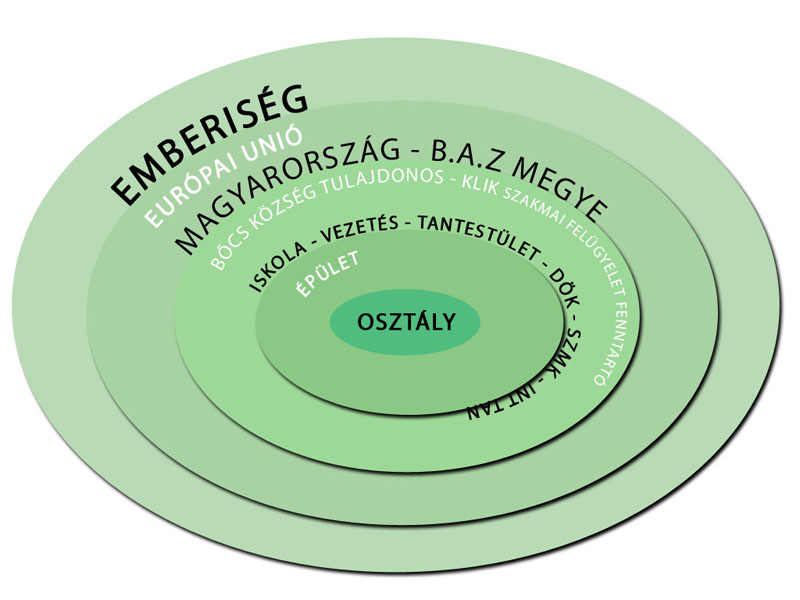 EMBERISÉG
EURÓPAI UNIÓ
MAGYARORSZÁG - B.A.Z MEGYE
BŐCS KÖZSÉG TULAJDONOS - KLIK SZAKMAI FELÜGYELET FENNTARTÓ
ISKOLA - VEZETÉS - TANTESTÜLET - DÖK - SZMK - INT TAN
ÉPÜLET
OSZTÁLY